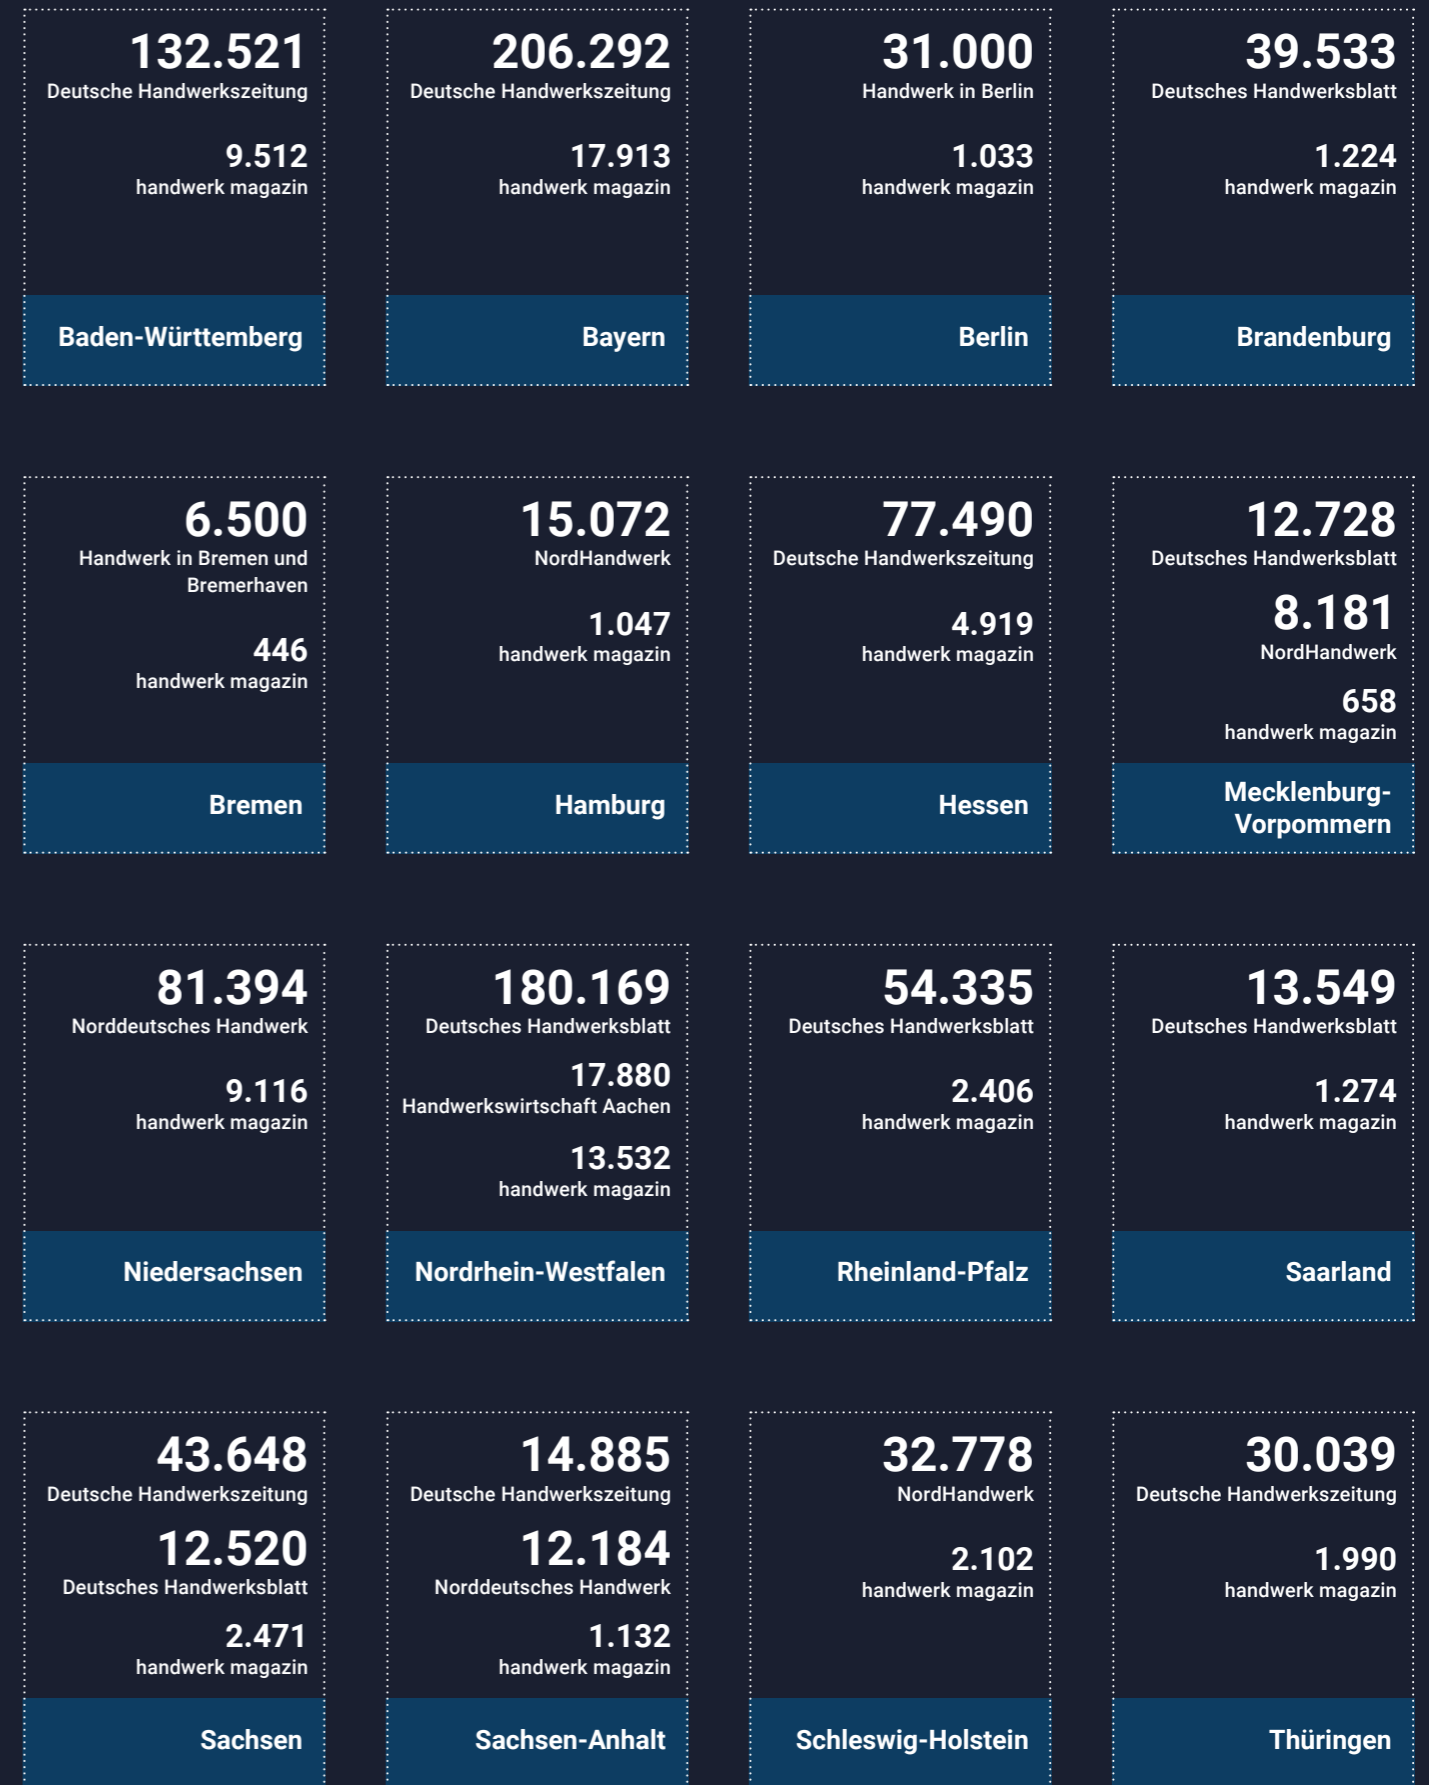 132.521
Deutsche Handwerkszeitung
9.512
handwerk magazin
Baden-Württemberg
206.292
Deutsche Handwerkszeitung
17.913
handwerk magazin
Bayern
31.000
Handwerk in Berlin
1.033
handwerk magazin
Berlin
39.533
Deutsches Handwerksblatt
1.224
handwerk magazin
Brandenburg
6.500
Handwerk in Bremen und
Bremerhaven
446
handwerk magazin
Bremen
15.072
NordHandwerk
1.047
handwerk magazin
Hamburg
77.490
Deutsche Handwerkszeitung
4.919
handwerk magazin
Hessen
12.728
Deutsches Handwerksblatt
8.181
NordHandwerk
658
handwerk magazin
Mecklenburg-
Vorpommern
81.394
Norddeutsches Handwerk
9.116
handwerk magazin
Niedersachsen
180.169
Deutsches Handwerksblatt
17.880
Handwerkswirtschaft Aachen
13.532
handwerk magazin
Nordrhein-Westfalen
54.335
Deutsches Handwerksblatt
2.406
handwerk magazin
Rheinland-Pfalz
13.549
Deutsches Handwerksblatt
1.274
handwerk magazin
Saarland
43.648
Deutsche Handwerkszeitung
12.520
Deutsches Handwerksblatt
2.471
handwerk magazin
Sachsen
14.885
Deutsche Handwerkszeitung
12.184
Norddeutsches Handwerk
1.132
handwerk magazin
Sachsen-Anhalt
32.778
NordHandwerk
2.102
handwerk magazin
Schleswig-Holstein
30.039
Deutsche Handwerkszeitung
1.990
handwerk magazin
Thüringen